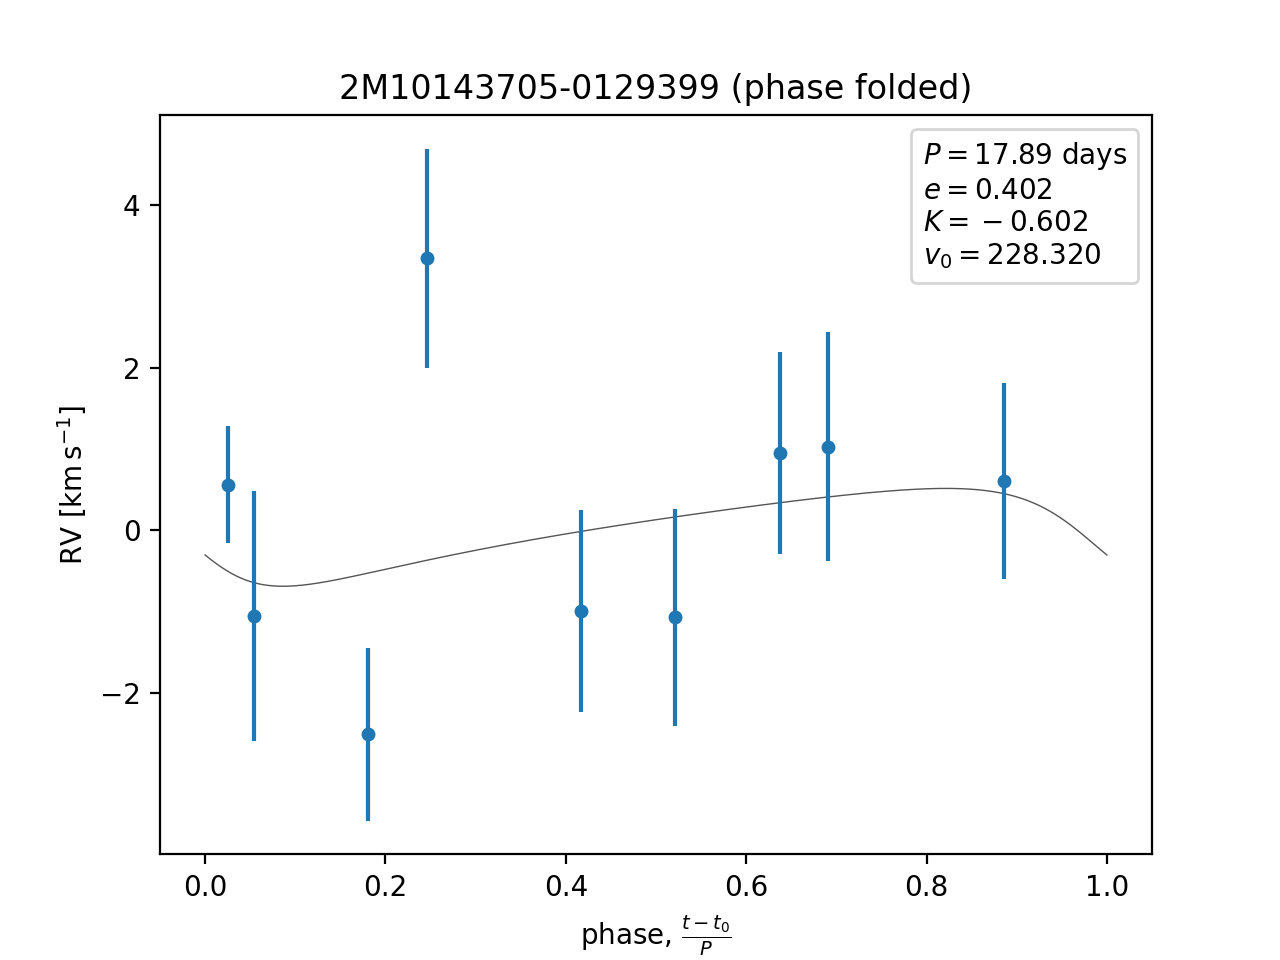 2M10143705-0129399 (phase folded)
P = 17.89 days
e = 0.402
K = −0.602
v₀ = 228.320
RV [km s⁻¹]
4
2
0
−2
0.0 0.2 0.4 0.6 0.8 1.0
phase, (t − t₀)/P